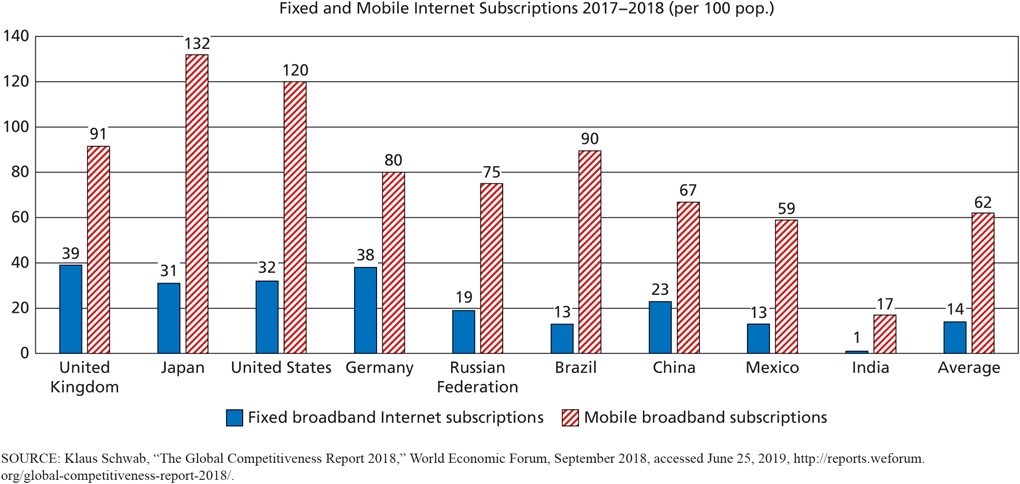 Fixed and Mobile Internet Subscriptions 2017–2018 (per 100 pop.)
140
120
100
80
60
40
20
0
39
91
31
132
32
120
38
80
19
75
13
90
23
67
13
59
1
17
14
62
United
Kingdom
Japan
United States
Germany
Russian
Federation
Brazil
China
Mexico
India
Average
Fixed broadband Internet subscriptions
Mobile broadband subscriptions
SOURCE: Klaus Schwab, “The Global Competitiveness Report 2018,” World Economic Forum, September 2018, accessed June 25, 2019, http://reports.weforum.
org/global-competitiveness-report-2018/.